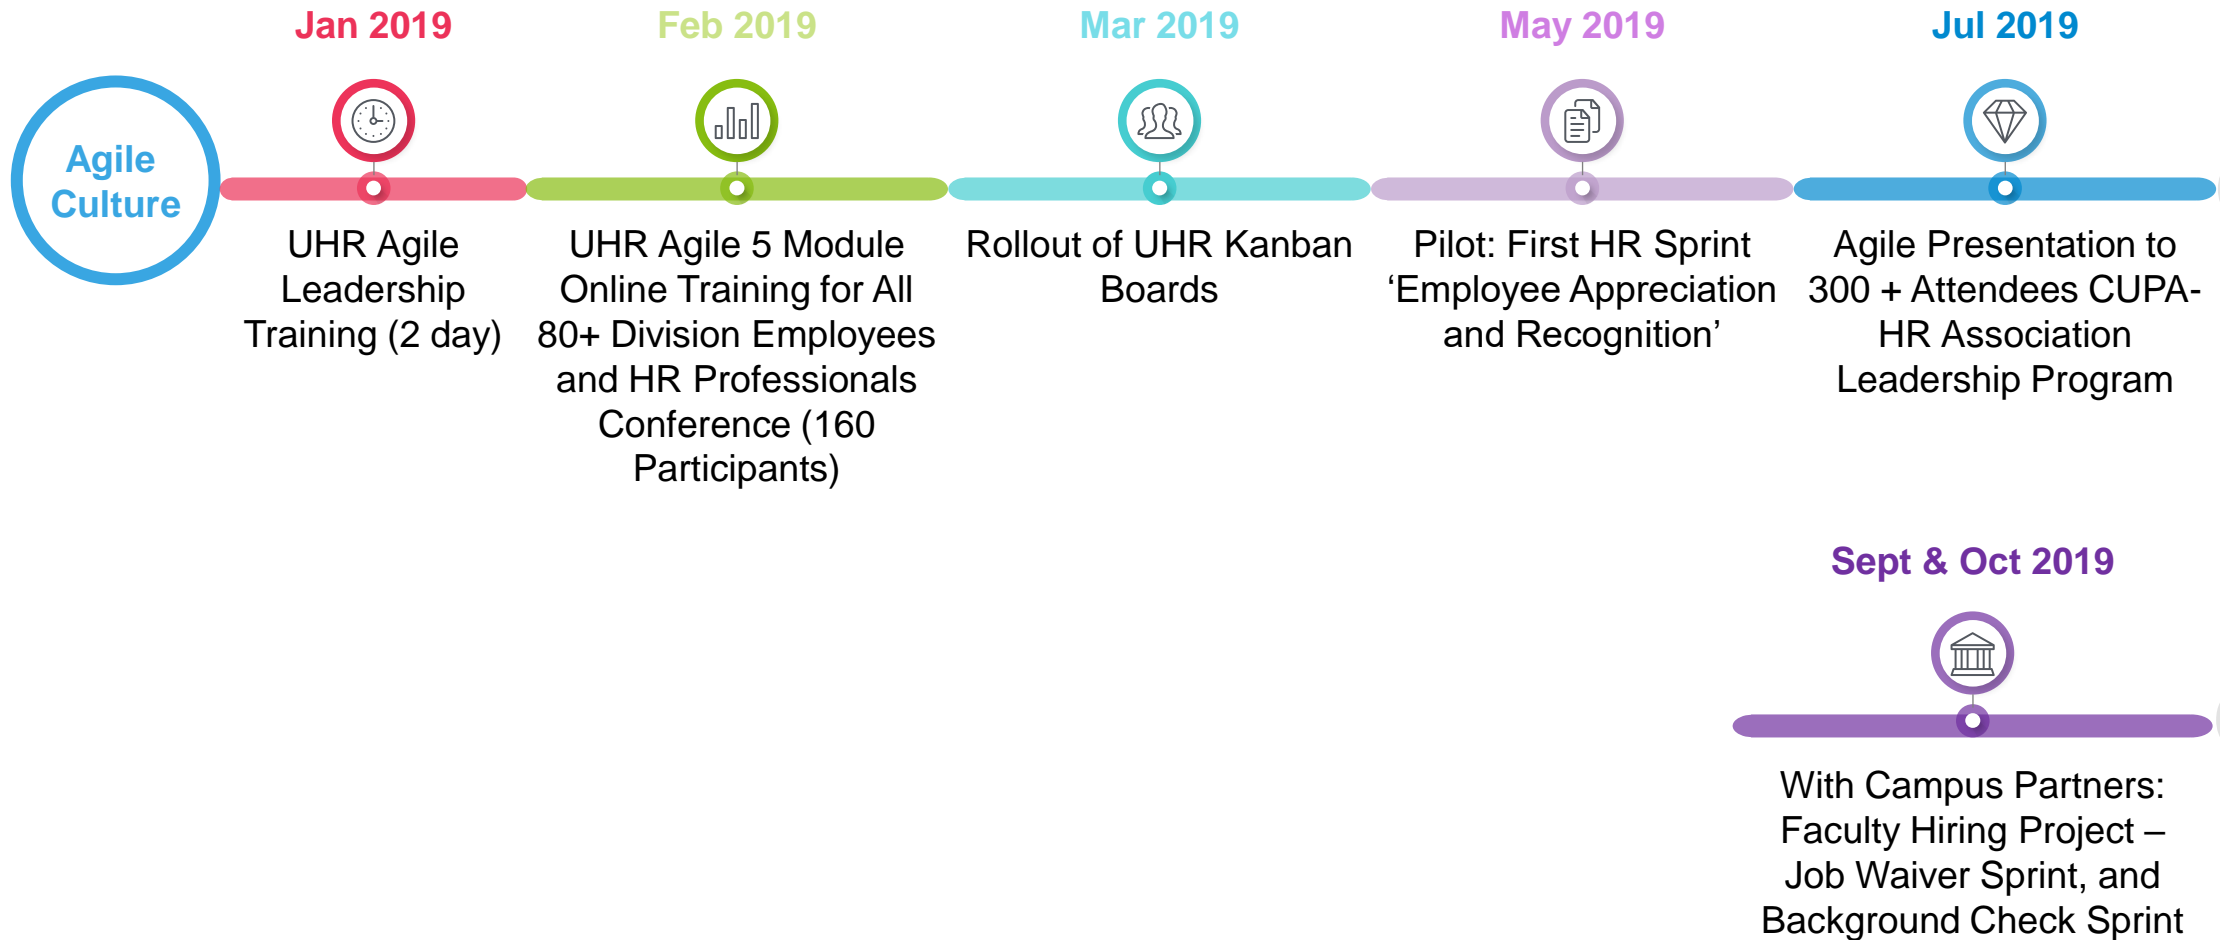 Jan 2019
Feb 2019
Mar 2019
May 2019
Jul 2019
Agile
Culture
UHR Agile
Leadership
Training (2 day)
UHR Agile 5 Module
Online Training for All
80+ Division Employees
and HR Professionals
Conference (160
Participants)
Rollout of UHR Kanban
Boards
Pilot: First HR Sprint
‘Employee Appreciation
and Recognition’
Agile Presentation to
300 + Attendees CUPA-
HR Association
Leadership Program
Sept & Oct 2019
With Campus Partners:
Faculty Hiring Project –
Job Waiver Sprint, and
Background Check Sprint